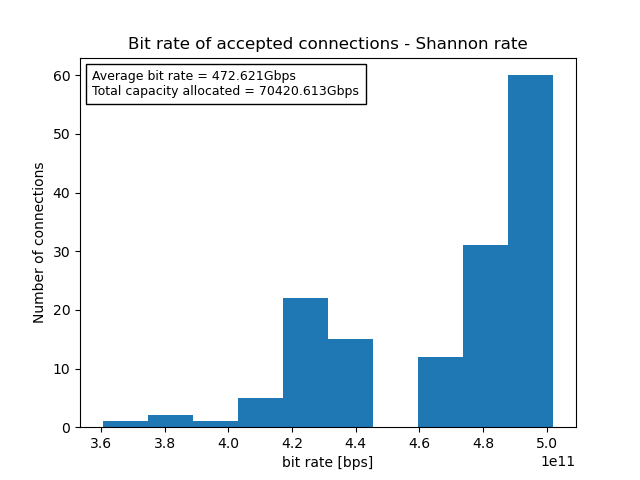 Bit rate of accepted connections - Shannon rate
Average bit rate = 472.621Gbps
Total capacity allocated = 70420.613Gbps
60
50
40
30
20
10
0
Number of connections
3.6 3.8 4.0 4.2 4.4 4.6 4.8 5.0
1e11
bit rate [bps]